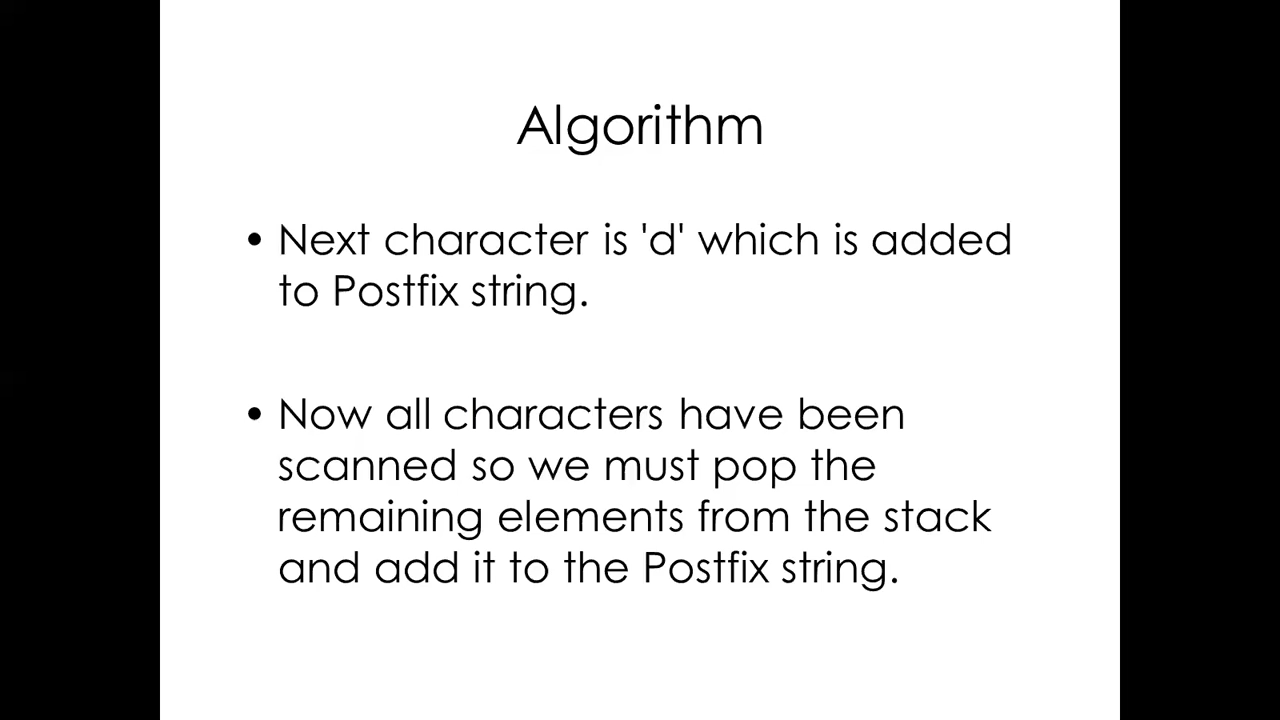 Algorithm
• Next character is 'd' which is added
to Postfix string.
• Now all characters have been
scanned so we must pop the
remaining elements from the stack
and add it to the Postfix string.